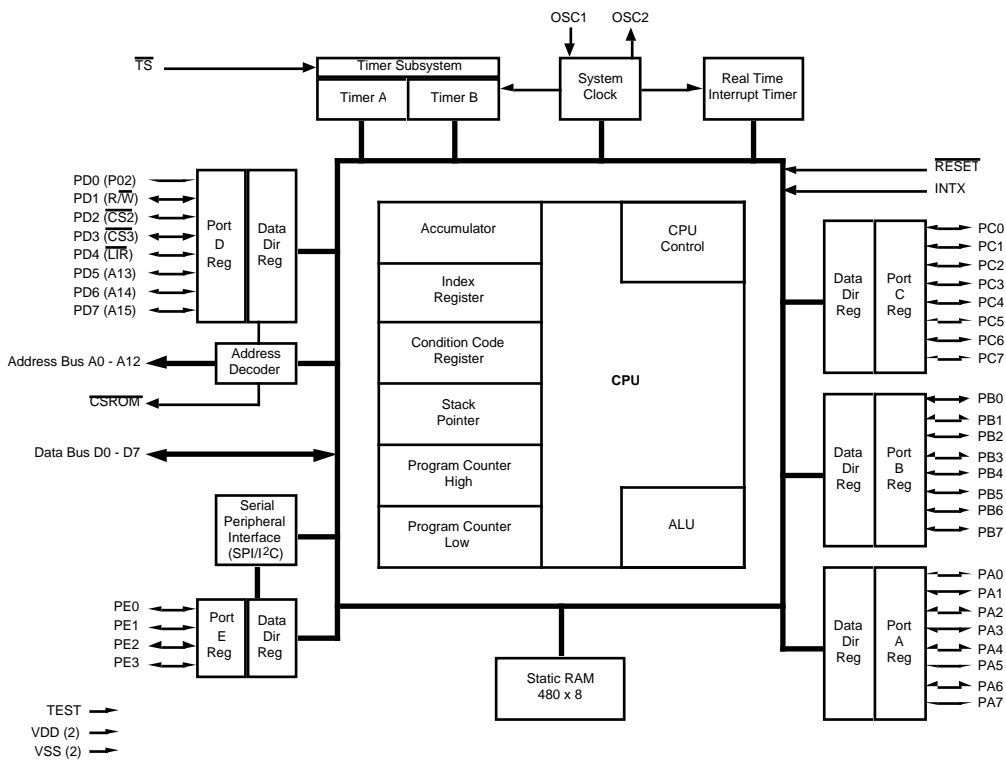 OSC1 OSC2
TS
Timer Subsystem
Timer A
Timer B
System
Clock
Real Time
Interrupt Timer
RESET
INTX
PD0 (P02)
PD1 (R/W)
PD2 (CS2)
PD3 (CS3)
PD4 (LIR)
PD5 (A13)
PD6 (A14)
PD7 (A15)
Port
D
Reg
Data
Dir
Reg
Address Bus A0 - A12
Address
Decoder
CSROM
Data Bus D0 - D7
Serial
Peripheral
Interface
(SPI/I2C)
PE0
PE1
PE2
PE3
Port
E
Reg
Data
Dir
Reg
TEST
VDD (2)
VSS (2)
Accumulator
Index
Register
Condition Code
Register
Stack
Pointer
Program Counter
High
Program Counter
Low
CPU
Control
CPU
ALU
Static RAM
480 x 8
Data
Dir
Reg
Port
C
Reg
PC0
PC1
PC2
PC3
PC4
PC5
PC6
PC7
Data
Dir
Reg
Port
B
Reg
PB0
PB1
PB2
PB3
PB4
PB5
PB6
PB7
Data
Dir
Reg
Port
A
Reg
PA0
PA1
PA2
PA3
PA4
PA5
PA6
PA7